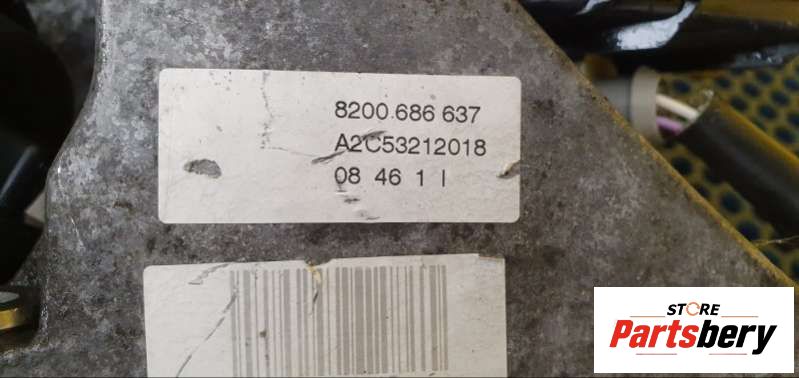 8200 686 637
A2C53212018
08 46 1 I
STORE
Partsbery